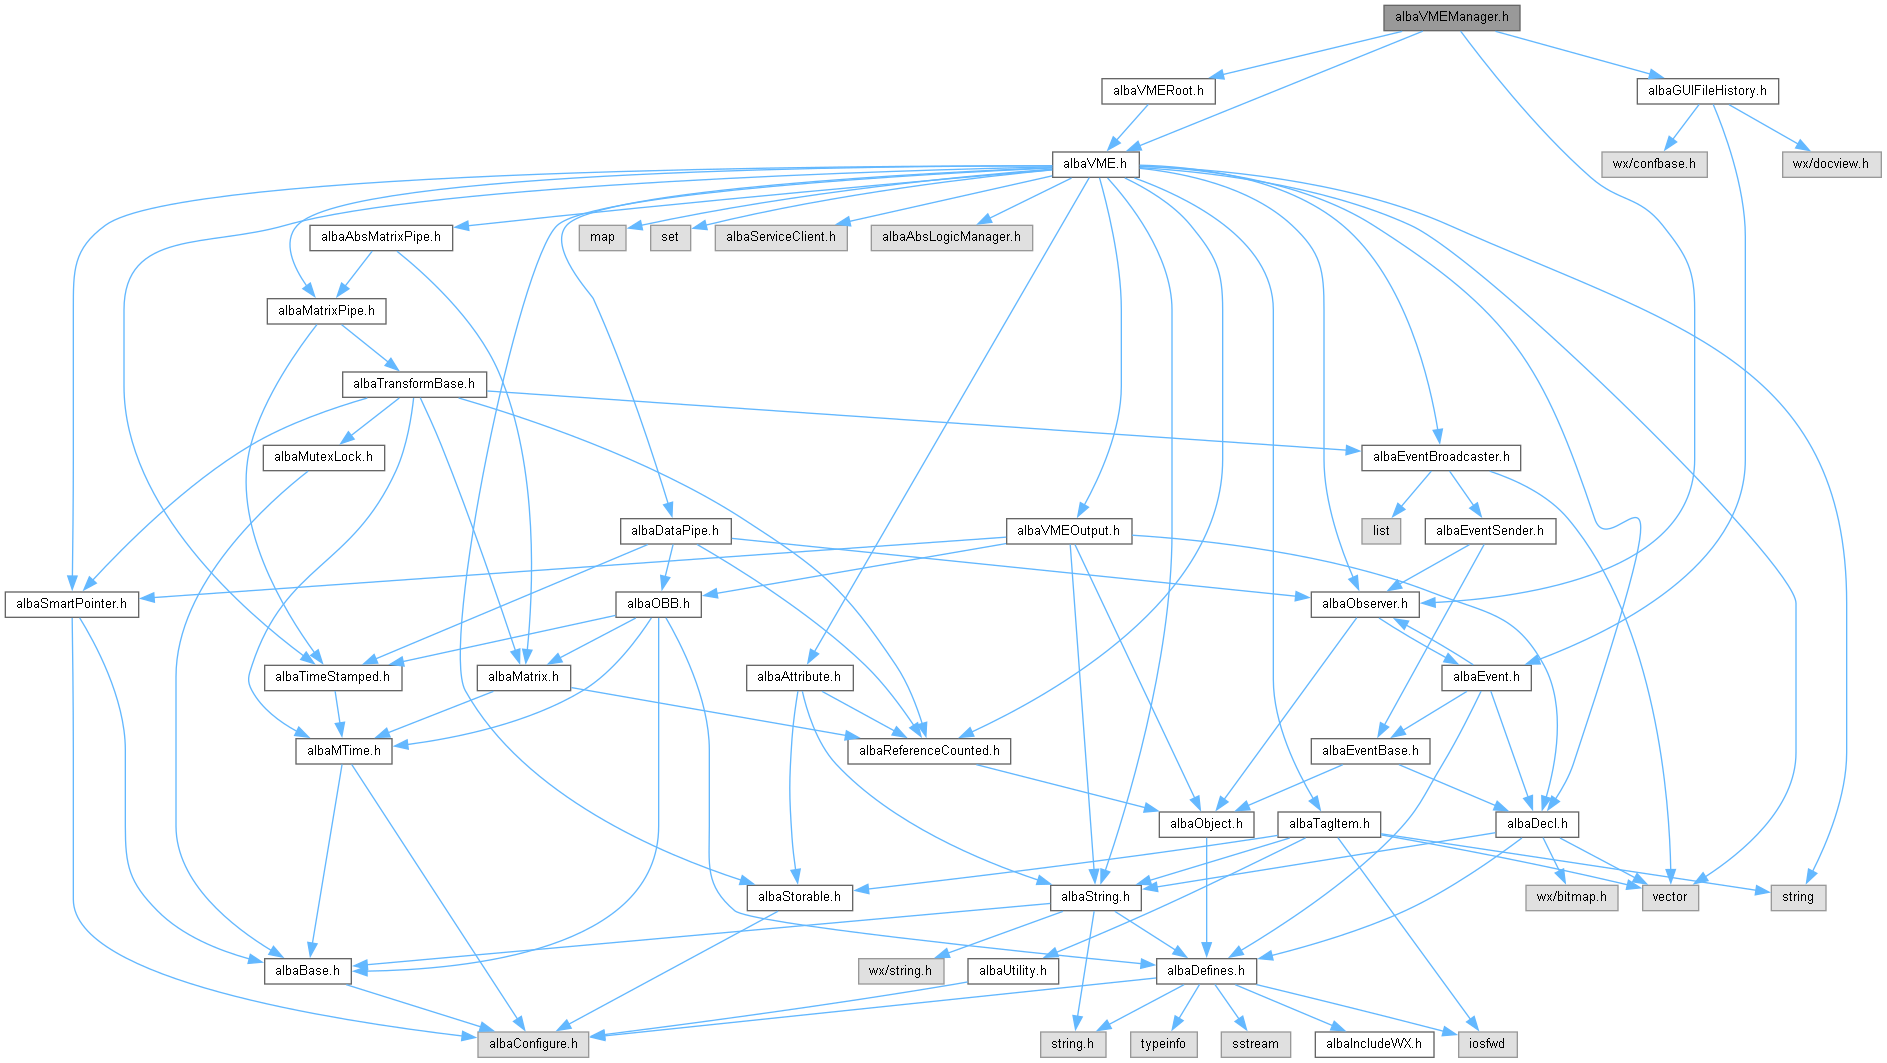 albaVMEManager.h
albaVMERoot.h
albaGUIFileHistory.h
albaVME.h
wx/confbase.h
wx/docview.h
albaAbsMatrixPipe.h
map
set
albaServiceClient.h
albaAbsLogicManager.h
albaMatrixPipe.h
albaTransformBase.h
albaMutexLock.h
albaEventBroadcaster.h
albaDataPipe.h
albaVMEOutput.h
list
albaEventSender.h
albaSmartPointer.h
albaOBB.h
albaObserver.h
albaTimeStamped.h
albaMatrix.h
albaAttribute.h
albaEvent.h
albaMTime.h
albaReferenceCounted.h
albaEventBase.h
albaObject.h
albaTagItem.h
albaDecl.h
albaStorable.h
albaString.h
wx/bitmap.h
vector
string
albaBase.h
wx/string.h
albaUtility.h
albaDefines.h
albaConfigure.h
string.h
typeinfo
sstream
albaIncludeWX.h
iosfwd